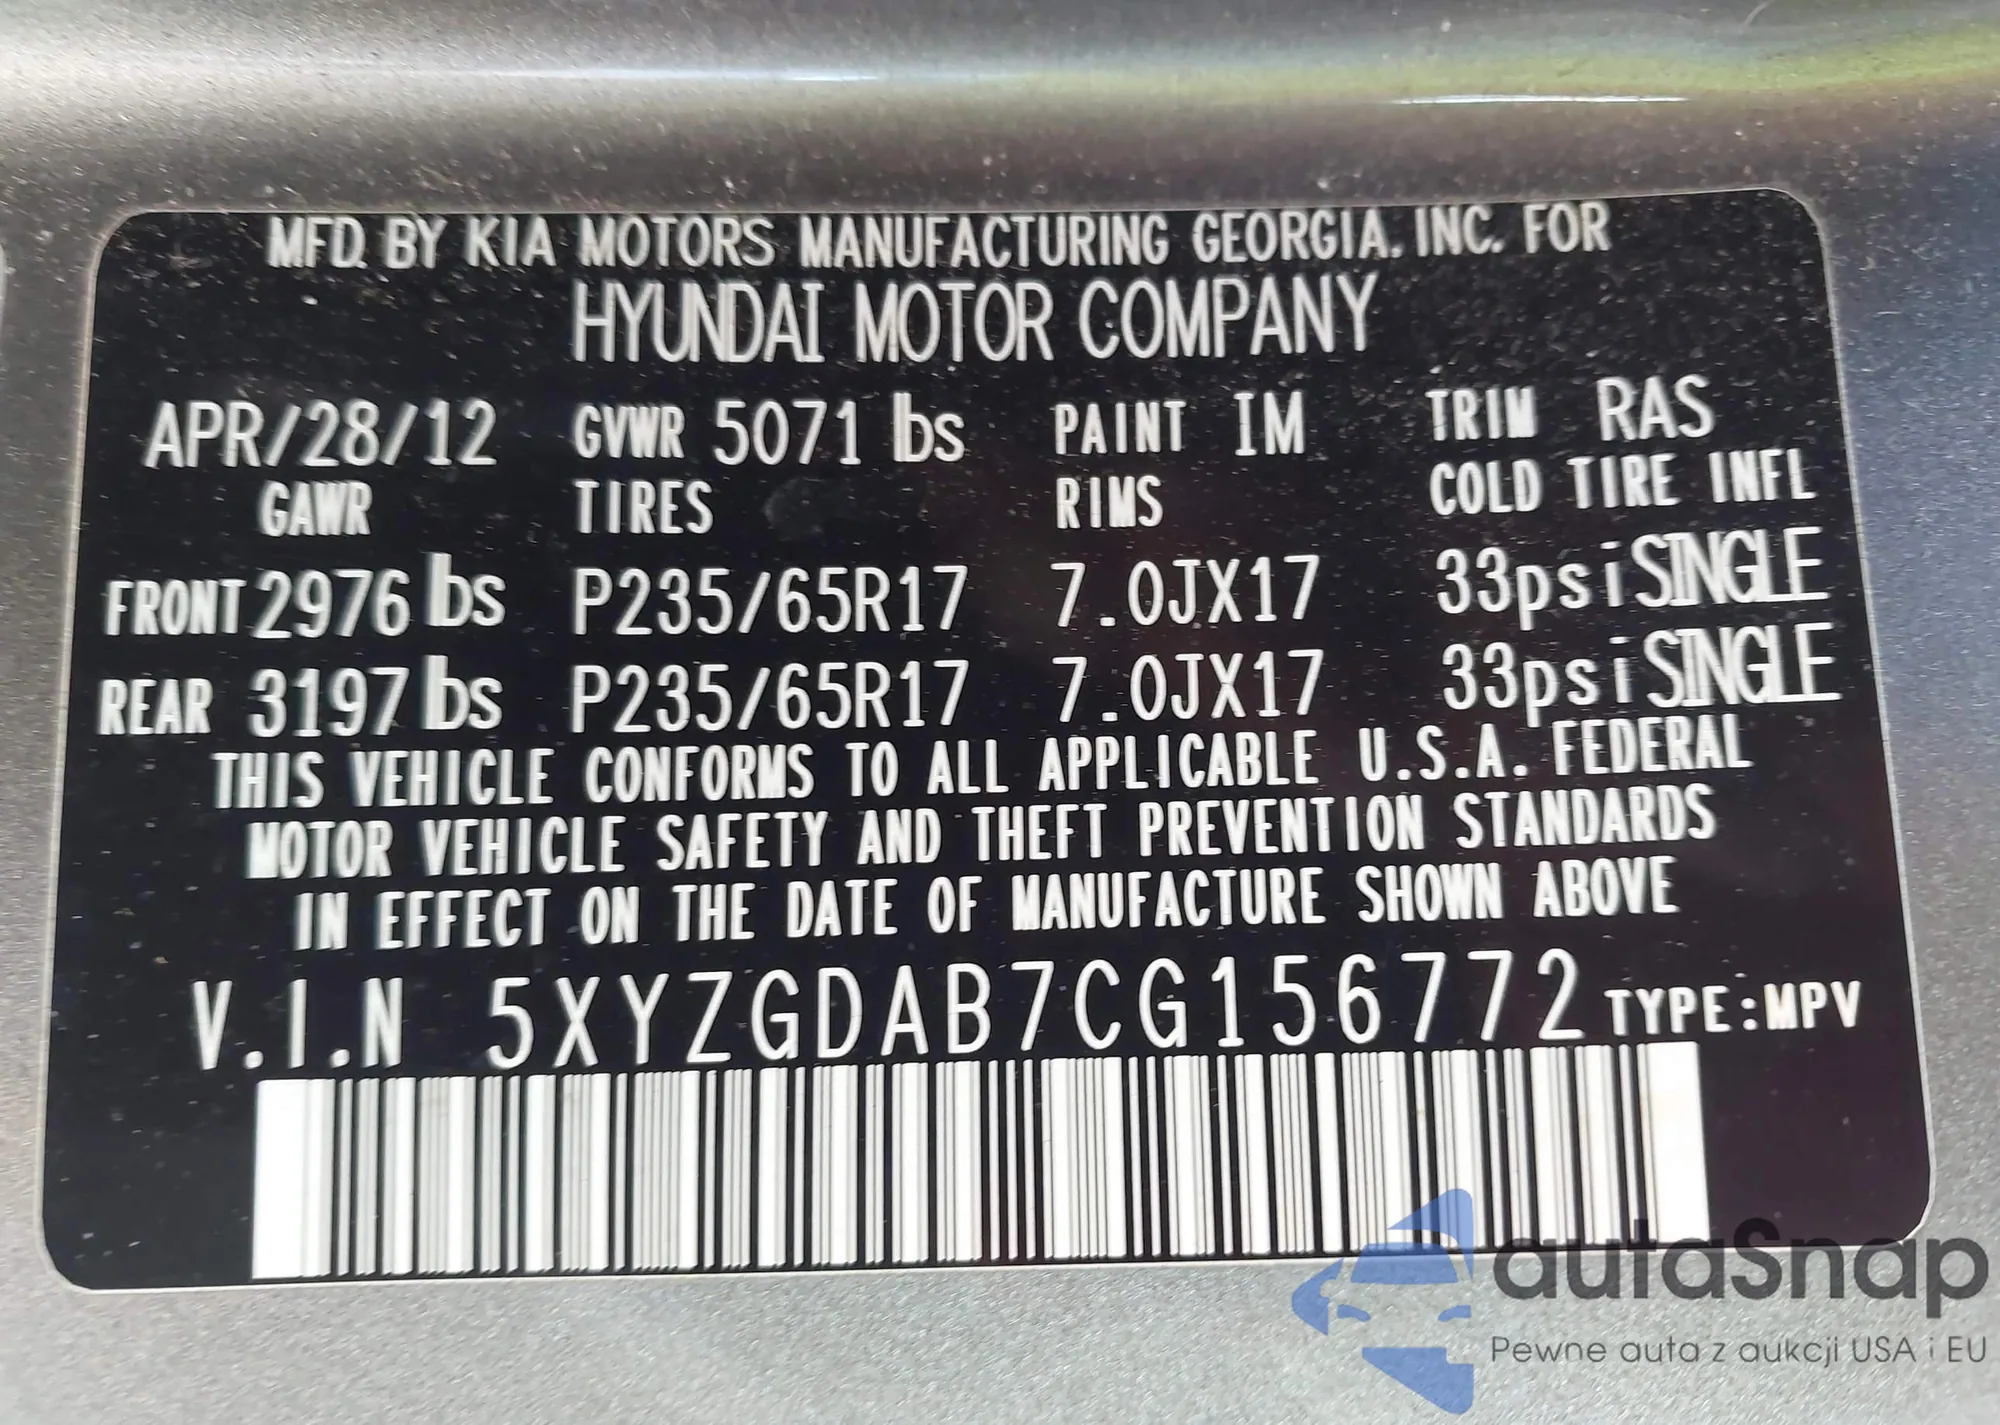 MFD. BY KIA MOTORS MANUFACTURING GEORGIA. INC. FOR
HYUNDAI MOTOR COMPANY
APR/28/12 GVWR 5071 lbs PAINT IM TRIM RAS
GAWR TIRES RIMS COLD TIRE INFL
FRONT 2976 lbs P235/65R17 7.0JX17 33psi SINGLE
REAR 3197 lbs P235/65R17 7.0JX17 33psi SINGLE
THIS VEHICLE CONFORMS TO ALL APPLICABLE U.S.A. FEDERAL
MOTOR VEHICLE SAFETY AND THEFT PREVENTION STANDARDS
IN EFFECT ON THE DATE OF MANUFACTURE SHOWN ABOVE
V.I.N 5XYZGDAB7CG156772 TYPE:MPV
autaSnap
Pewne auta z aukcji USA i EU